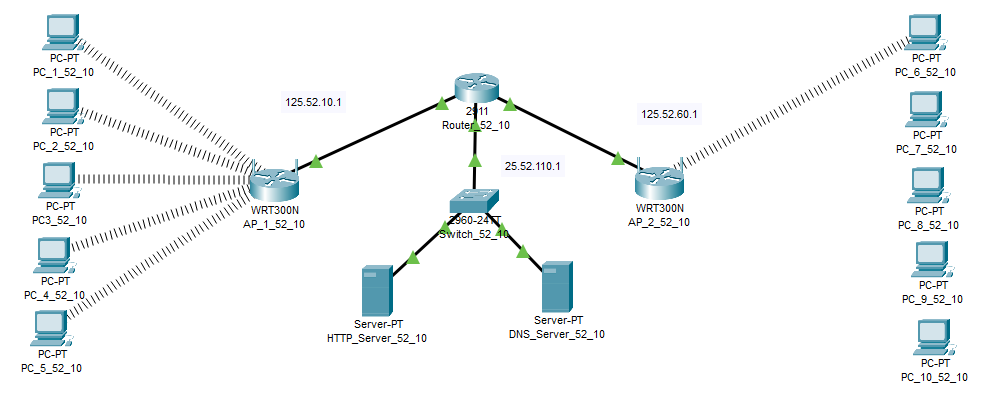 PC-PT
PC_1_52_10
PC-PT
PC_2_52_10
PC-PT
PC3_52_10
PC-PT
PC_4_52_10
PC-PT
PC_5_52_10
125.52.10.1
WRT300N
AP_1_52_10
2911
Router_52_10
25.52.110.1
2960-24TT
Switch_52_10
Server-PT
HTTP_Server_52_10
Server-PT
DNS_Server_52_10
125.52.60.1
WRT300N
AP_2_52_10
PC-PT
PC_6_52_10
PC-PT
PC_7_52_10
PC-PT
PC_8_52_10
PC-PT
PC_9_52_10
PC-PT
PC_10_52_10